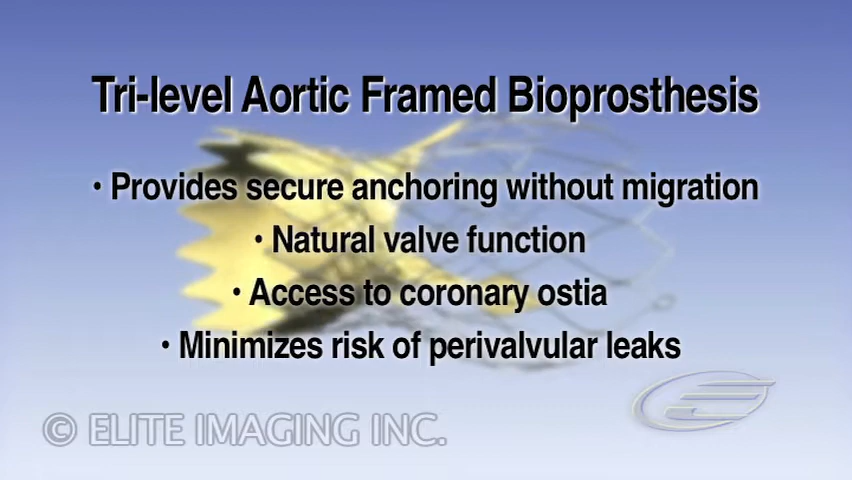 Tri-level Aortic Framed Bioprosthesis
• Provides secure anchoring without migration
• Natural valve function
• Access to coronary ostia
• Minimizes risk of perivalvular leaks
© ELITE IMAGING INC.